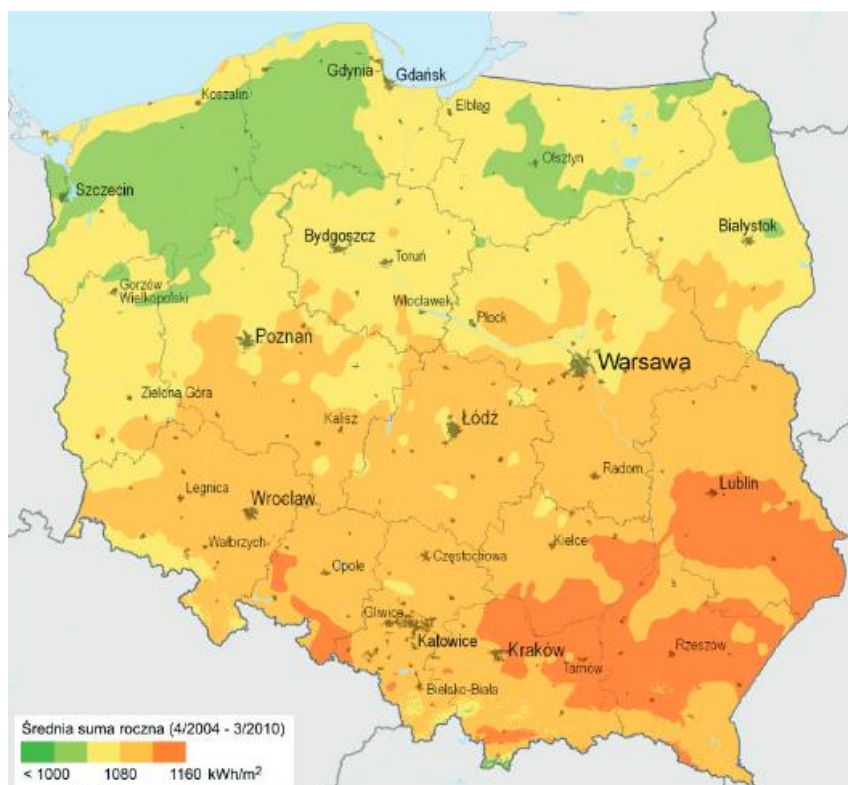 Gdynia
Gdańsk
Koszalin
Elbląg
Olsztyn
Szczecin
Białystok
Bydgoszcz
Toruń
Gorzów
Wielkopolski
Włocławek
Płock
Poznań
Warsawa
Zielona Góra
Kalisz
Łódź
Radom
Legnica
Wrocław
Lublin
Wałbrzych
Kielce
Częstochowa
Opole
Gliwice
Katowice
Kraków
Tarnów
Rzeszów
Bielsko-Biała
Średnia suma roczna (4/2004 - 3/2010)
< 1000 1080 1160 kWh/m²